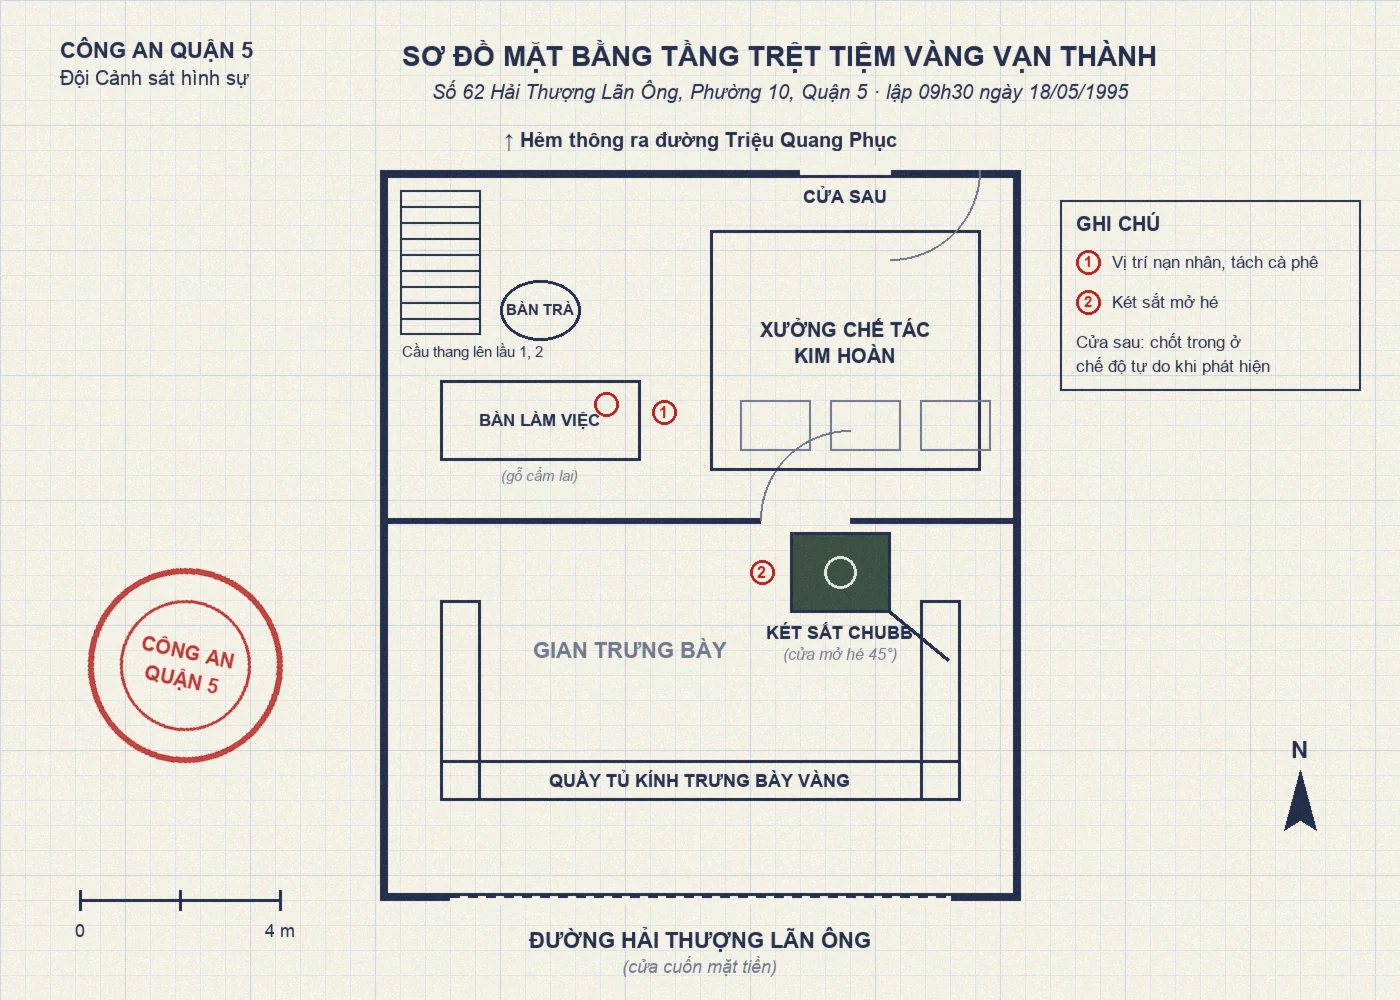 CÔNG AN QUẬN 5
Đội Cảnh sát hình sự
SƠ ĐỒ MẶT BẰNG TẦNG TRỆT TIỆM VÀNG VẠN THÀNH
Số 62 Hải Thượng Lãn Ông, Phường 10, Quận 5 · lập 09h30 ngày 18/05/1995
↑ Hẻm thông ra đường Triệu Quang Phục
CỬA SAU
BÀN TRÀ
Cầu thang lên lầu 1, 2
XƯỞNG CHẾ TÁC
KIM HOÀN
BÀN LÀM VIỆC
1
(gỗ cẩm lai)
GHI CHÚ
1 Vị trí nạn nhân, tách cà phê
2 Két sắt mở hé
Cửa sau: chốt trong ở
chế độ tự do khi phát hiện
2
KÉT SẮT CHUBB
(cửa mở hé 45°)
GIAN TRƯNG BÀY
QUẦY TỦ KÍNH TRƯNG BÀY VÀNG
CÔNG AN
QUẬN 5
N
0 4 m
ĐƯỜNG HẢI THƯỢNG LÃN ÔNG
(cửa cuốn mặt tiền)